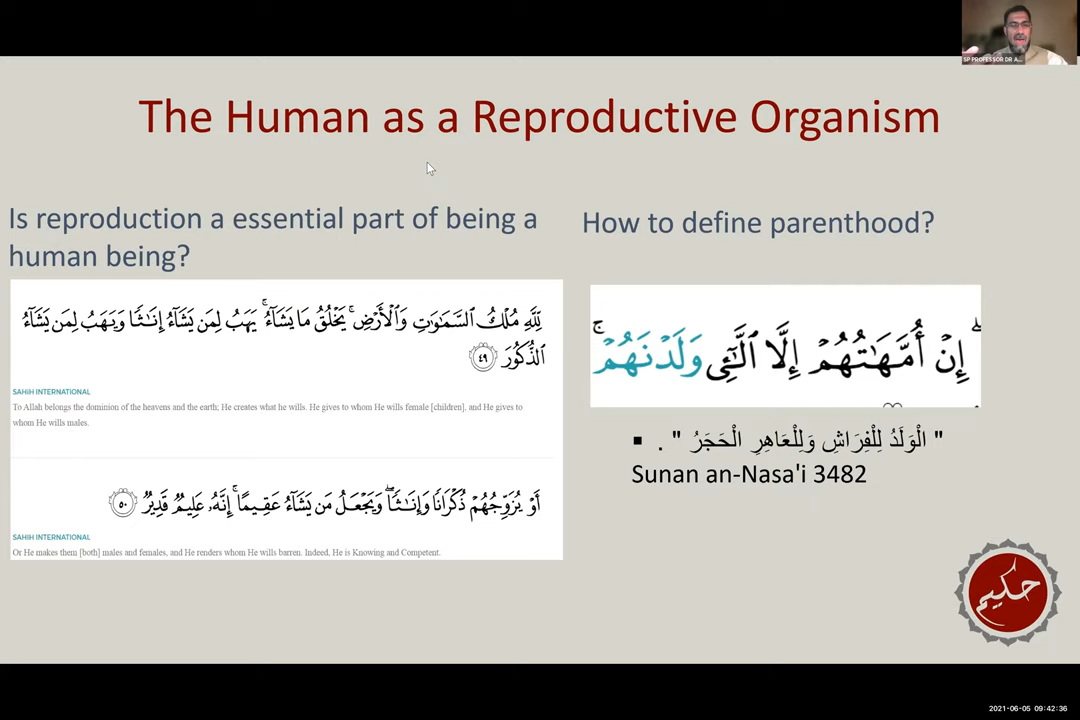 SP PROFESSOR DR A...
The Human as a Reproductive Organism
Is reproduction a essential part of being a
human being?
لِلَّهِ مُلْكُ ٱلسَّمَـٰوَٰتِ وَٱلْأَرْضِ ۚ يَخْلُقُ مَا يَشَآءُ ۚ يَهَبُ لِمَن يَشَآءُ إِنَـٰثًا وَيَهَبُ لِمَن يَشَآءُ
ٱلذُّكُورَ ٤٩
SAHIH INTERNATIONAL
To Allah belongs the dominion of the heavens and the earth; He creates what he wills. He gives to whom He wills female [children], and He gives to
whom He wills males.
أَوْ يُزَوِّجُهُمْ ذُكْرَانًا وَإِنَـٰثًا ۖ وَيَجْعَلُ مَن يَشَآءُ عَقِيمًا ۚ إِنَّهُۥ عَلِيمٌ قَدِيرٌ ٥٠
SAHIH INTERNATIONAL
Or He makes them [both] males and females, and He renders whom He wills barren. Indeed, He is Knowing and Competent.
How to define parenthood?
ۖ إِنْ أُمَّهَـٰتُهُمْ إِلَّا ٱلَّـٰٓـِٔى وَلَدْنَهُمْ ۚ
▪ " الْوَلَدُ لِلْفِرَاشِ وَلِلْعَاهِرِ الْحَجَرُ " .
Sunan an-Nasa'i 3482
حكيم
2021-06-05 09:42:36